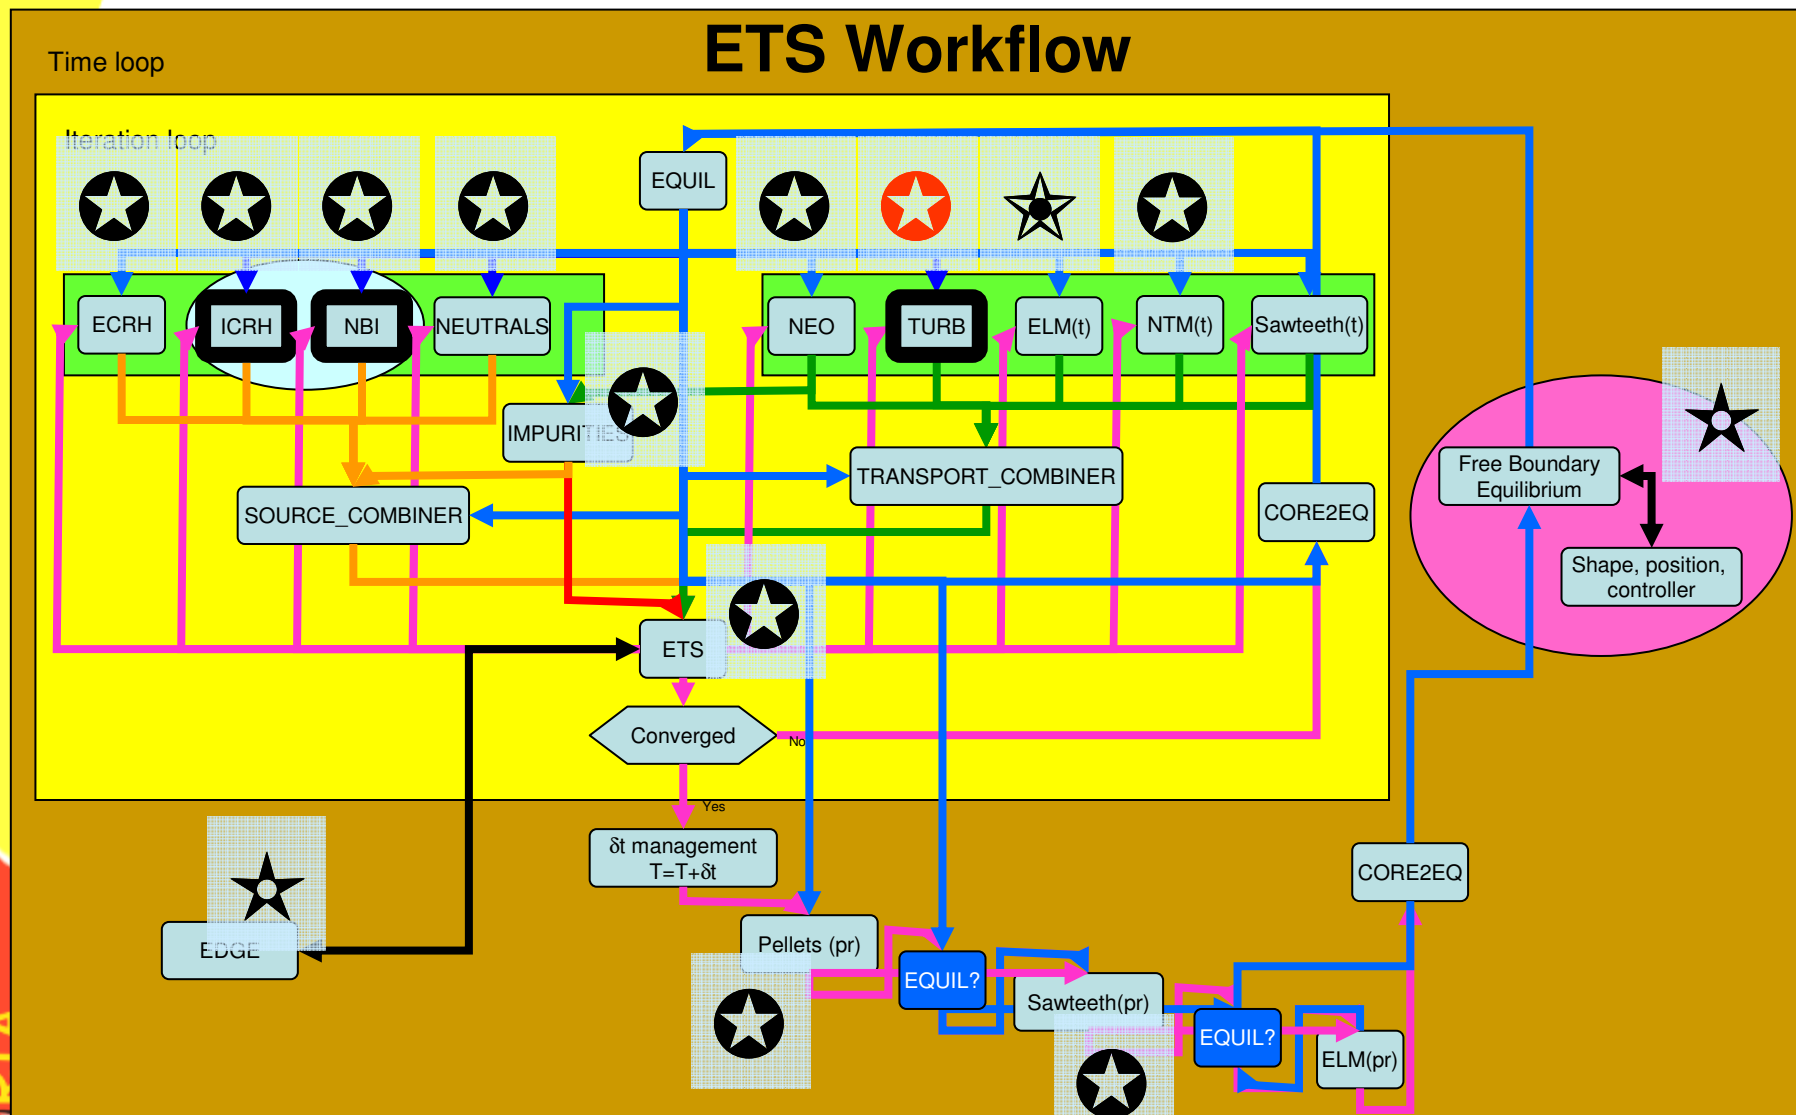 ETS Workflow
Time loop
Iteration loop
EQUIL
ECRH
ICRH
NBI
NEUTRALS
NEO
TURB
ELM(t)
NTM(t)
Sawteeth(t)
IMPURITIES
TRANSPORT_COMBINER
SOURCE_COMBINER
CORE2EQ
Free Boundary
Equilibrium
Shape, position,
controller
ETS
Converged
No
Yes
δt management
T=T+δt
CORE2EQ
EDGE
Pellets (pr)
EQUIL?
Sawteeth(pr)
EQUIL?
ELM(pr)